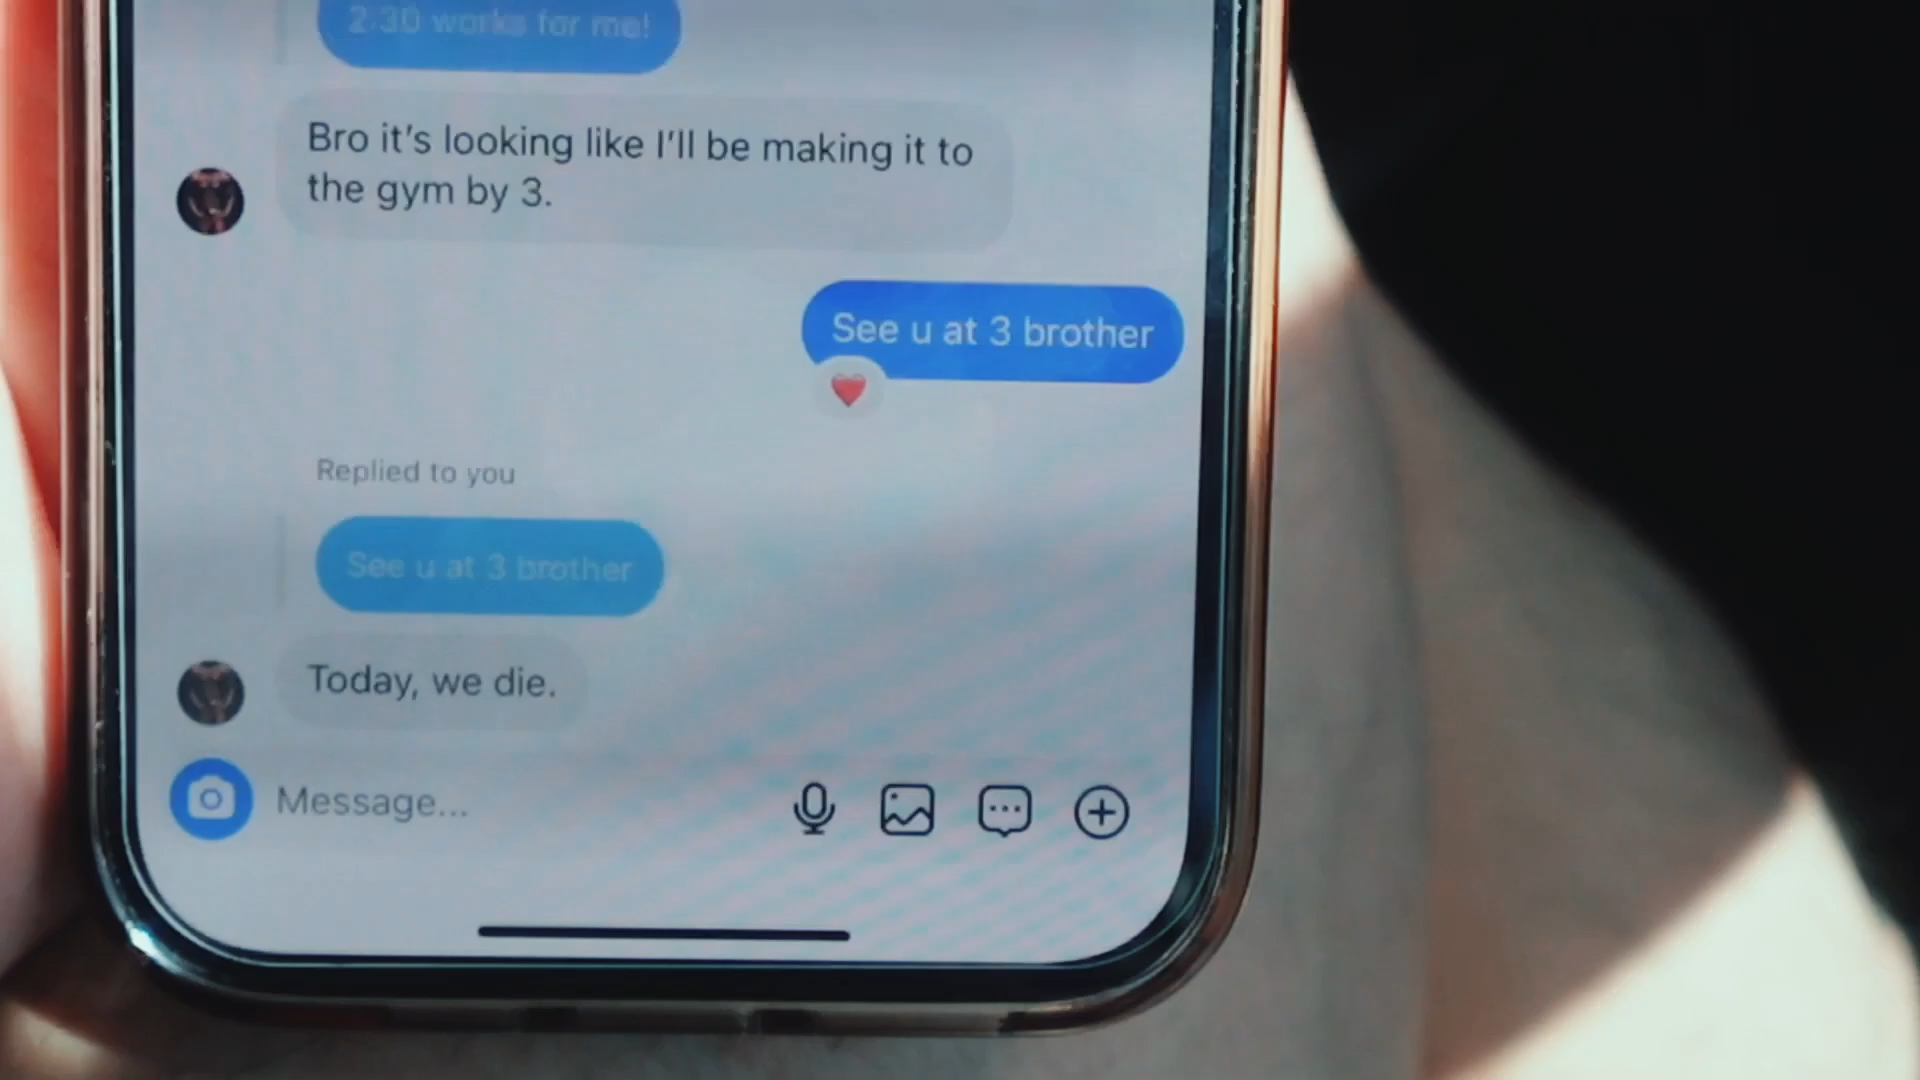 2:30 works for me!
Bro it's looking like I'll be making it to
the gym by 3.
See u at 3 brother
Replied to you
See u at 3 brother
Today, we die.
Message...